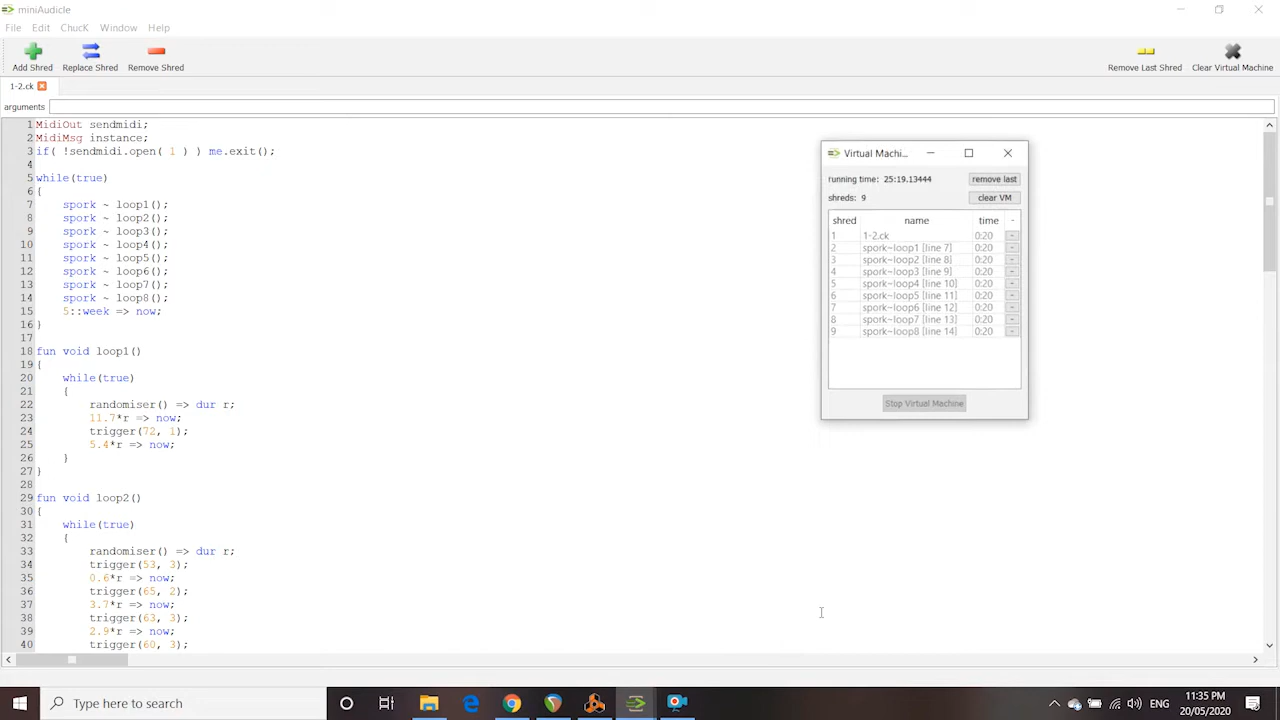 miniAudicle
File Edit ChucK Window Help
Add Shred Replace Shred Remove Shred Remove Last Shred Clear Virtual Machine
1-2.ck
arguments
1 MidiOut sendmidi;
2 MidiMsg instance;
3 if( !sendmidi.open( 1 ) ) me.exit();
4
5 while(true)
6 {
7 spork ~ loop1();
8 spork ~ loop2();
9 spork ~ loop3();
10 spork ~ loop4();
11 spork ~ loop5();
12 spork ~ loop6();
13 spork ~ loop7();
14 spork ~ loop8();
15 5::week => now;
16 }
17
18 fun void loop1()
19 {
20 while(true)
21 {
22 randomiser() => dur r;
23 11.7*r => now;
24 trigger(72, 1);
25 5.4*r => now;
26 }
27 }
28
29 fun void loop2()
30 {
31 while(true)
32 {
33 randomiser() => dur r;
34 trigger(53, 3);
35 0.6*r => now;
36 trigger(65, 2);
37 3.7*r => now;
38 trigger(63, 3);
39 2.9*r => now;
40 trigger(60, 3);
Virtual Machi...
running time: 25:19.13444 remove last
shreds: 9 clear VM
shred name time -
1 1-2.ck 0:20 -
2 spork~loop1 [line 7] 0:20 -
3 spork~loop2 [line 8] 0:20 -
4 spork~loop3 [line 9] 0:20 -
5 spork~loop4 [line 10] 0:20 -
6 spork~loop5 [line 11] 0:20 -
7 spork~loop6 [line 12] 0:20 -
8 spork~loop7 [line 13] 0:20 -
9 spork~loop8 [line 14] 0:20 -
Stop Virtual Machine
Type here to search
ENG
11:35 PM
20/05/2020